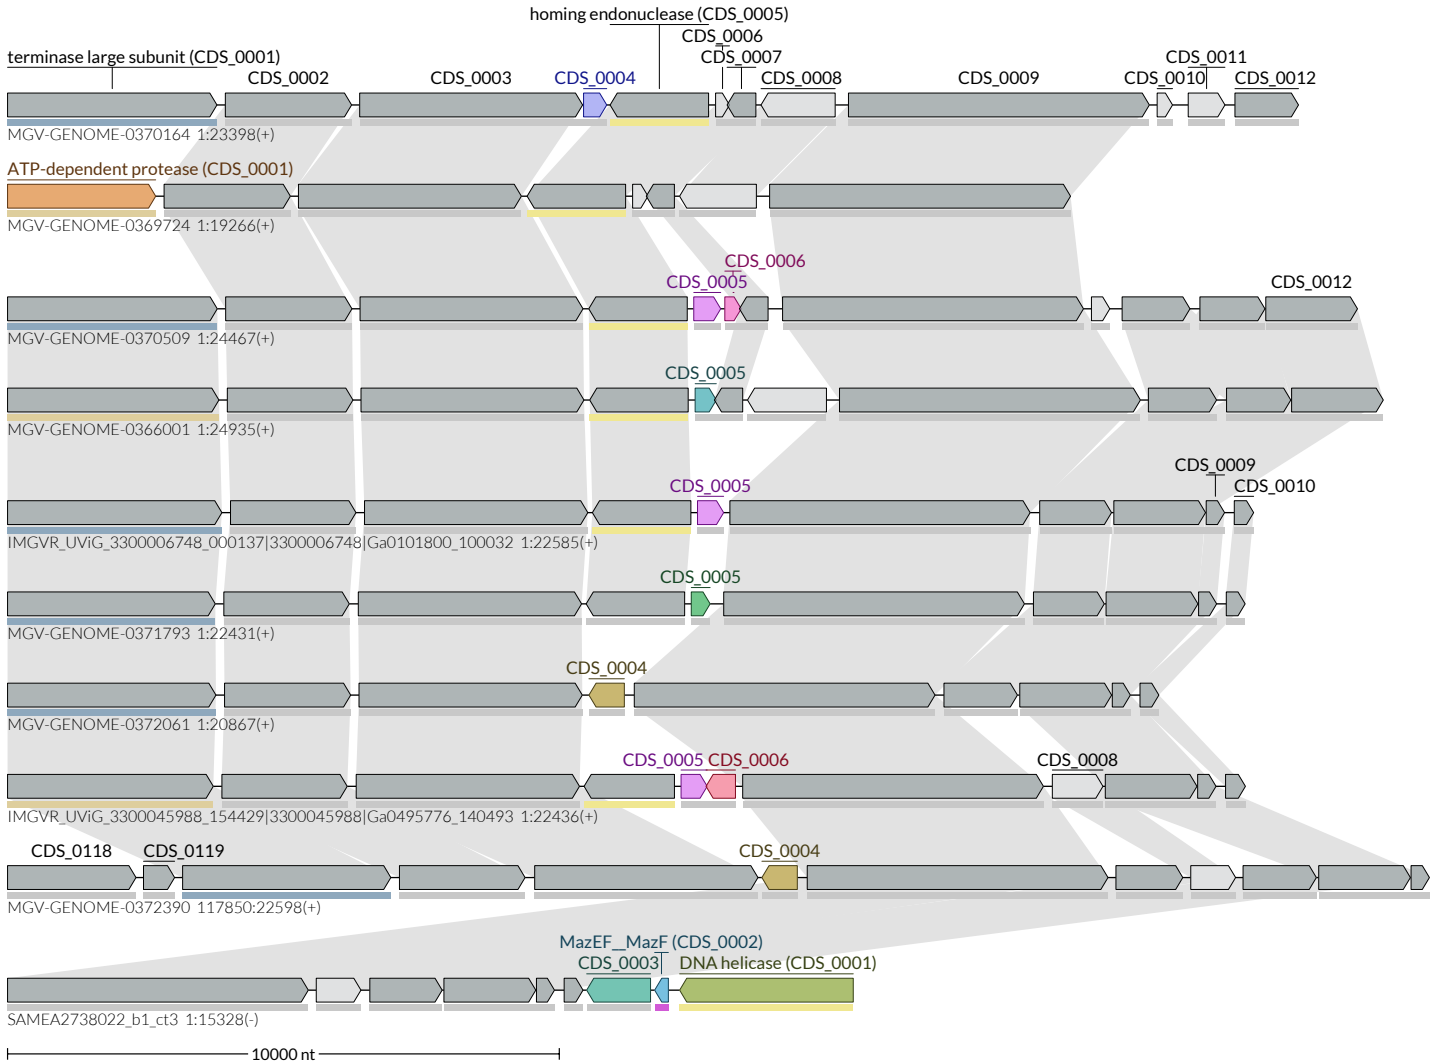 homing endonuclease (CDS_0005)
CDS_0006
terminase large subunit (CDS_0001) CDS_0007 CDS_0011
CDS_0002 CDS_0003 CDS_0004 CDS_0008 CDS_0009 CDS_0010 CDS_0012
MGV-GENOME-0370164 1:23398(+)
ATP-dependent protease (CDS_0001)
MGV-GENOME-0369724 1:19266(+)
CDS_0006
CDS_0005 CDS_0012
MGV-GENOME-0370509 1:24467(+)
CDS_0005
MGV-GENOME-0366001 1:24935(+)
CDS_0009
CDS_0005 CDS_0010
IMGVR_UViG_3300006748_000137|3300006748|Ga0101800_100032 1:22585(+)
CDS_0005
MGV-GENOME-0371793 1:22431(+)
CDS_0004
MGV-GENOME-0372061 1:20867(+)
CDS_0005 CDS_0006 CDS_0008
IMGVR_UViG_3300045988_154429|3300045988|Ga0495776_140493 1:22436(+)
CDS_0118 CDS_0119 CDS_0004
MGV-GENOME-0372390 117850:22598(+)
MazEF__MazF (CDS_0002)
CDS_0003 DNA helicase (CDS_0001)
SAMEA2738022_b1_ct3 1:15328(-)
10000 nt